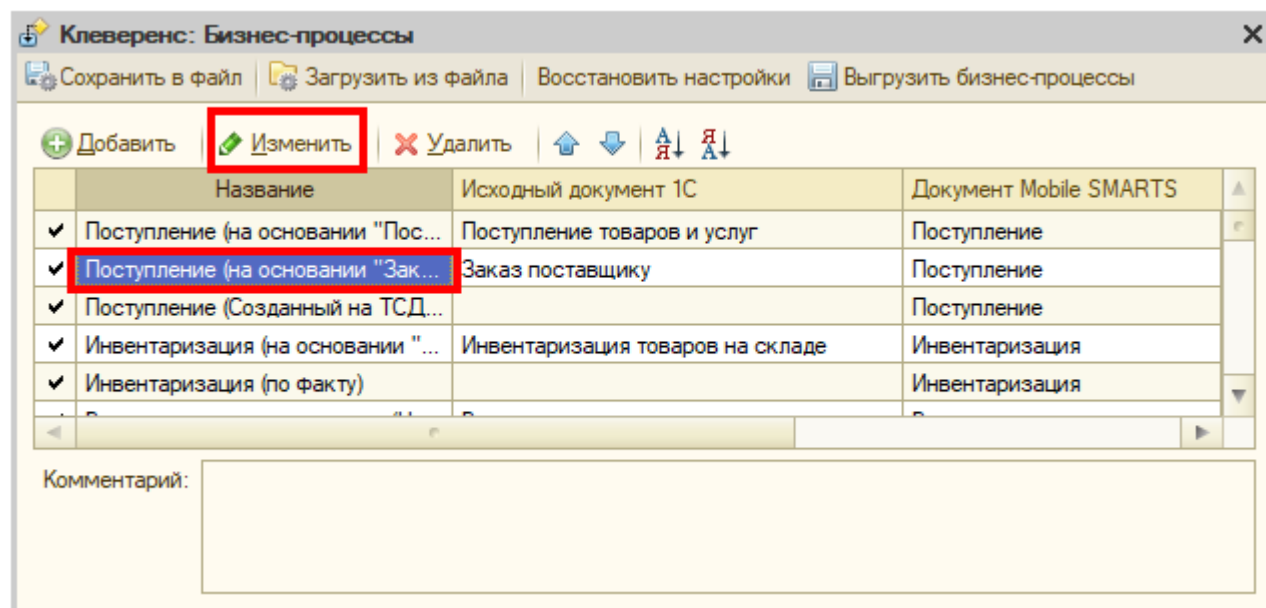 Клеверенс: Бизнес-процессы
Сохранить в файл Загрузить из файла Восстановить настройки Выгрузить бизнес-процессы
Добавить Изменить Удалить
Название Исходный документ 1С Документ Mobile SMARTS
Поступление (на основании "Пос... Поступление товаров и услуг Поступление
Поступление (на основании "Зак... Заказ поставщику Поступление
Поступление (Созданный на ТСД... Поступление
Инвентаризация (на основании "... Инвентаризация товаров на складе Инвентаризация
Инвентаризация (по факту) Инвентаризация
Комментарий: